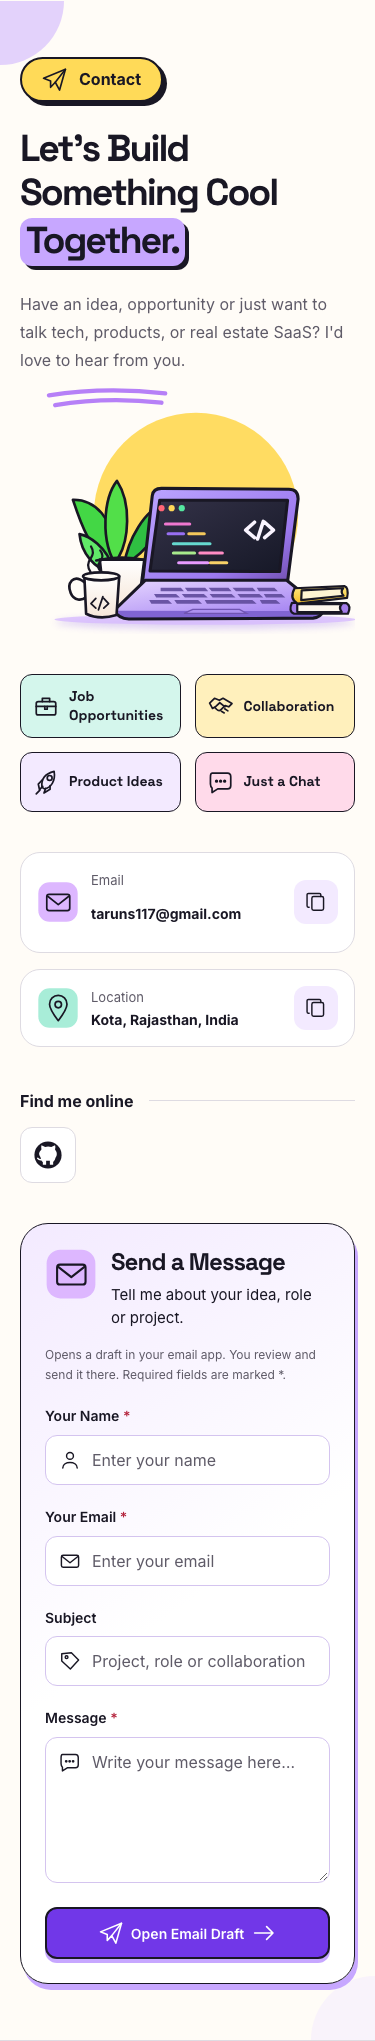 Contact
Let's Build
Something Cool
Together.
Have an idea, opportunity or just want to
talk tech, products, or real estate SaaS? I'd
love to hear from you.
</>
</>
Job
Opportunities
Collaboration
Product Ideas
Just a Chat
Email
taruns117@gmail.com
Location
Kota, Rajasthan, India
Find me online
Send a Message
Tell me about your idea, role
or project.
Opens a draft in your email app. You review and
send it there. Required fields are marked *.
Your Name *
Enter your name
Your Email *
Enter your email
Subject
Project, role or collaboration
Message *
Write your message here...
Open Email Draft